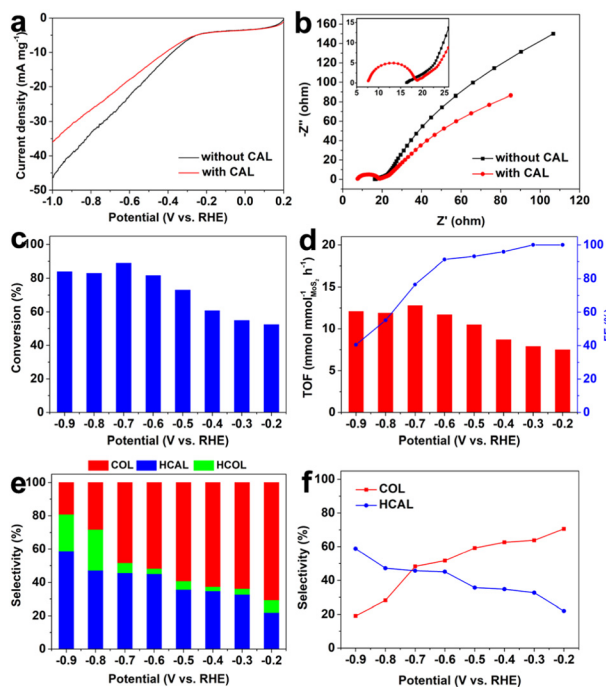 a
0
-10
-20
-30
-40
-50
-1.0
-0.8
-0.6
-0.4
-0.2
0.0
0.2
Current density (mA mg⁻¹)
Potential (V vs. RHE)
without CAL
with CAL
b
160
140
120
100
80
60
40
20
0
0
20
40
60
80
100
120
-Z'' (ohm)
Z' (ohm)
15
10
5
0
5
10
15
20
25
without CAL
with CAL
c
100
80
60
40
20
0
-0.9 -0.8 -0.7 -0.6 -0.5 -0.4 -0.3 -0.2
Conversion (%)
Potential (V vs. RHE)
d
20
15
10
5
0
100
80
60
40
20
0
-0.9 -0.8 -0.7 -0.6 -0.5 -0.4 -0.3 -0.2
TOF (mmol mmol⁻¹MoS₂ h⁻¹)
Potential (V vs. RHE)
e
COL HCAL HCOL
100
80
60
40
20
0
-0.9 -0.8 -0.7 -0.6 -0.5 -0.4 -0.3 -0.2
Selectivity (%)
Potential (V vs. RHE)
f
100
80
60
40
20
0
-0.9 -0.8 -0.7 -0.6 -0.5 -0.4 -0.3 -0.2
Selectivity (%)
COL
HCAL
Potential (V vs. RHE)